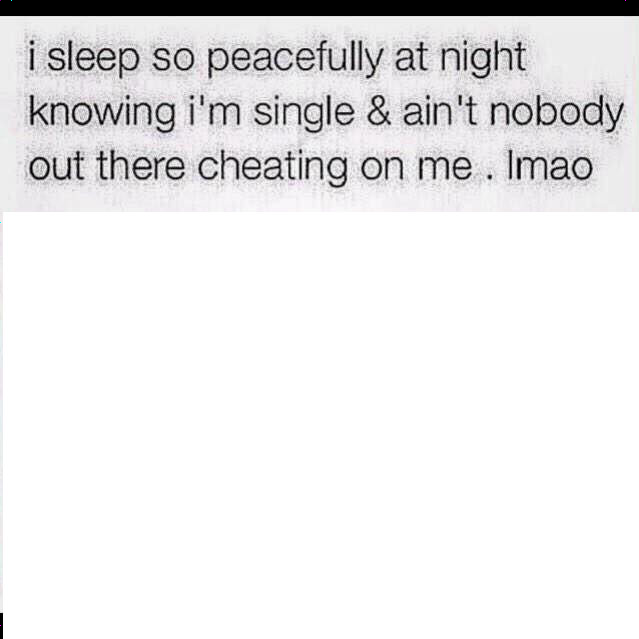 i sleep so peacefully at night
knowing i'm single & ain't nobody
out there cheating on me . lmao